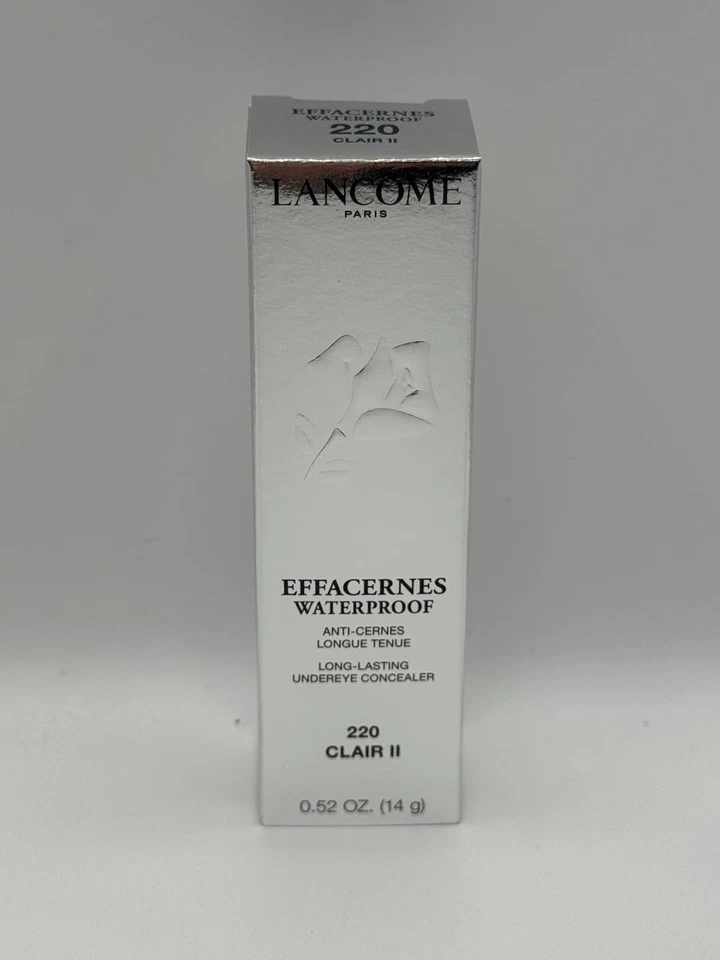 EFFACERNES
WATERPROOF
220
CLAIR II
LANCOME
PARIS
EFFACERNES
WATERPROOF
ANTI-CERNES
LONGUE TENUE
LONG-LASTING
UNDEREYE CONCEALER
220
CLAIR II
0.52 OZ. (14 g)